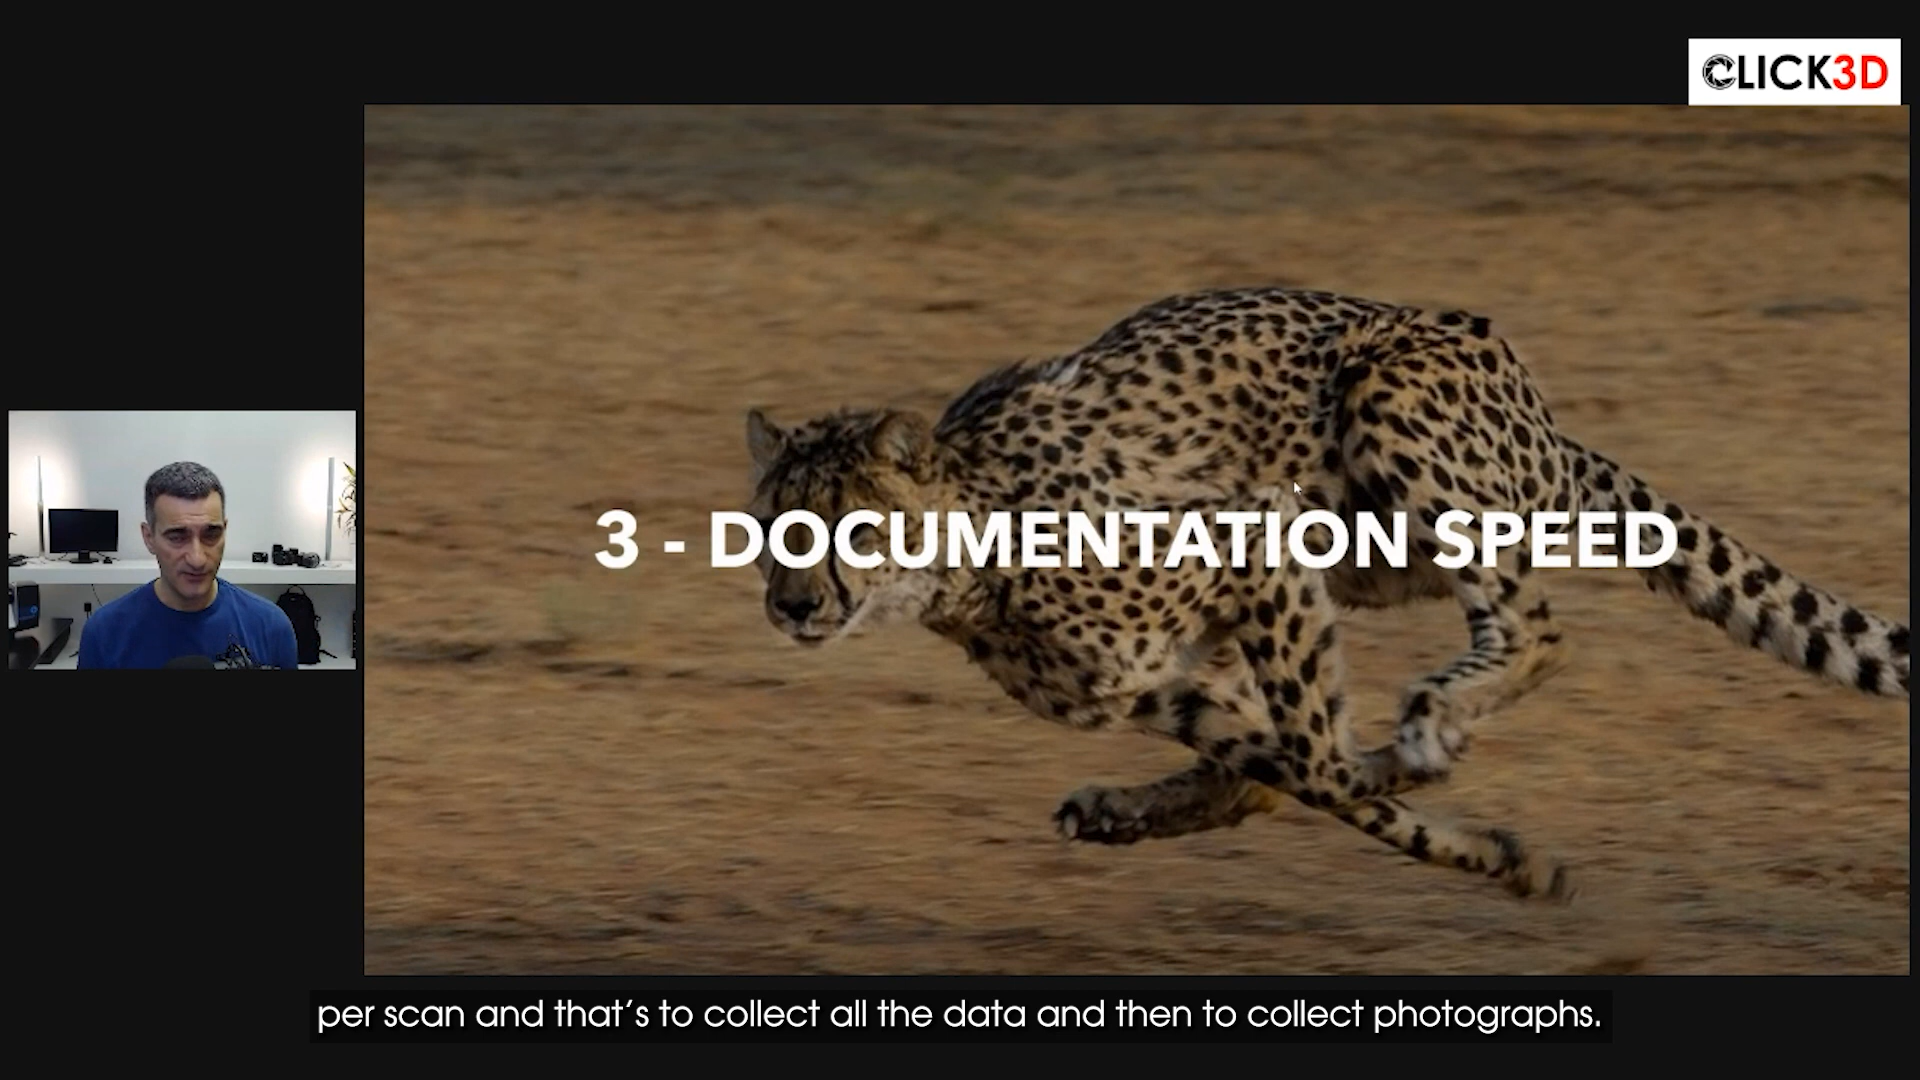 CLICK3D
3 - DOCUMENTATION SPEED
per scan and that's to collect all the data and then to collect photographs.